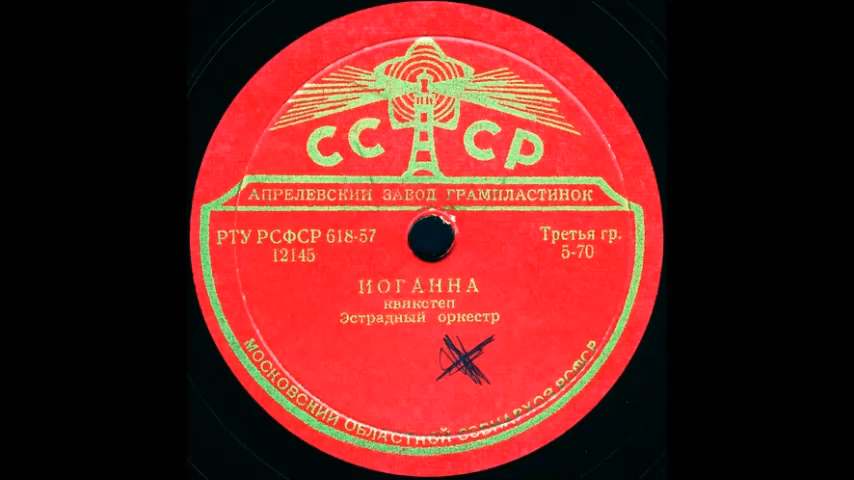 СССР
АПРЕЛЕВСКИЙ ЗАВОД ГРАМПЛАСТИНОК
РТУ РСФСР 618-57
12145
Третья гр.
5-70
ИОГАННА
квикстеп
Эстрадный оркестр
МОСКОВСКИЙ ОБЛАСТНОЙ СОВНАРХОЗ РСФСР